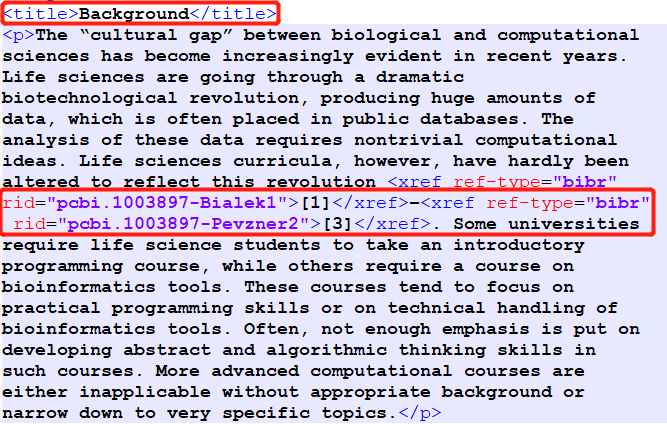 <title>Background</title>
<p>The “cultural gap” between biological and computational
sciences has become increasingly evident in recent years.
Life sciences are going through a dramatic
biotechnological revolution, producing huge amounts of
data, which is often placed in public databases. The
analysis of these data requires nontrivial computational
ideas. Life sciences curricula, however, have hardly been
altered to reflect this revolution <xref ref-type="bibr"
rid="pcbi.1003897-Bialek1">[1]</xref>–<xref ref-type="bibr"
rid="pcbi.1003897-Pevzner2">[3]</xref>. Some universities
require life science students to take an introductory
programming course, while others require a course on
bioinformatics tools. These courses tend to focus on
practical programming skills or on technical handling of
bioinformatics tools. Often, not enough emphasis is put on
developing abstract and algorithmic thinking skills in
such courses. More advanced computational courses are
either inapplicable without appropriate background or
narrow down to very specific topics.</p>